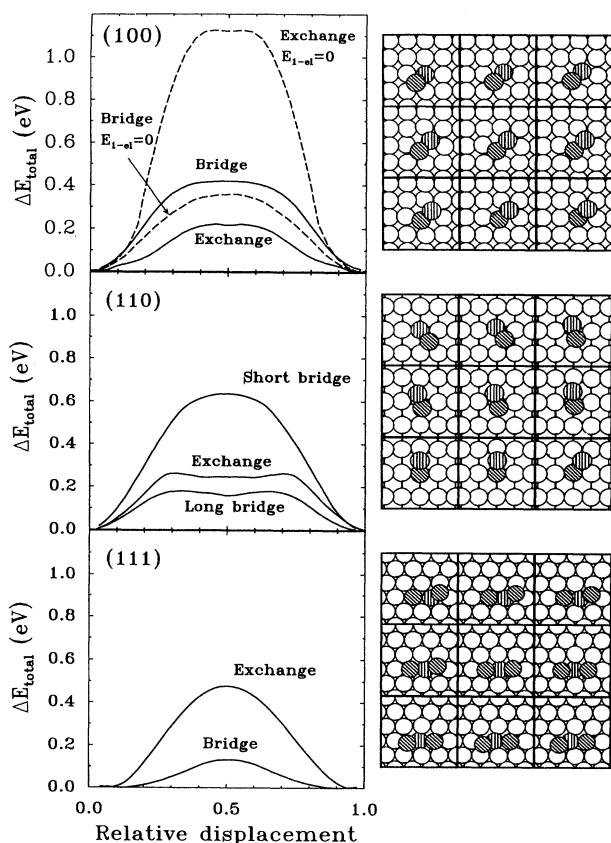 (100)
Exchange
E₁₋ₑₗ=0
Bridge
E₁₋ₑₗ=0
Bridge
Exchange
ΔE_total (eV)
1.0
0.8
0.6
0.4
0.2
0.0
(110)
Short bridge
Exchange
Long bridge
ΔE_total (eV)
1.0
0.8
0.6
0.4
0.2
0.0
(111)
Exchange
Bridge
ΔE_total (eV)
1.0
0.8
0.6
0.4
0.2
0.0
0.0 0.5 1.0
Relative displacement